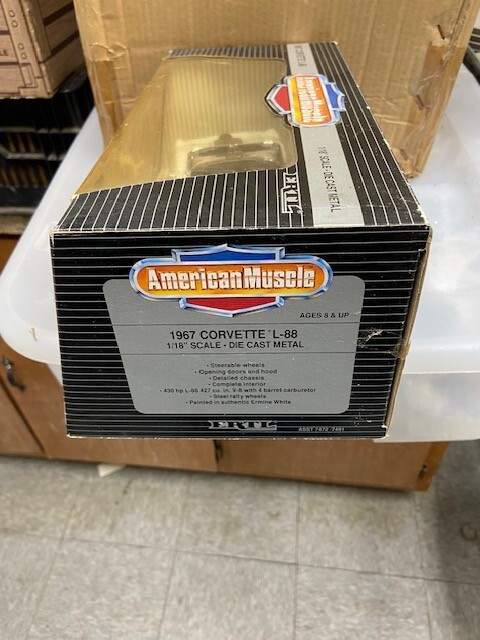 American Muscle
1/18" SCALE • DIE CAST METAL
ERTL
American Muscle
AGES 8 & UP
1967 CORVETTE L-88
1/18" SCALE • DIE CAST METAL
• Steerable wheels
• Opening doors and hood
• Detailed chassis
• Complete interior
• 430 hp L-88, 427 cu. in. V-8 with 4 barrel carburetor
• Steel rally wheels
• Painted in authentic Ermine White
ERTL